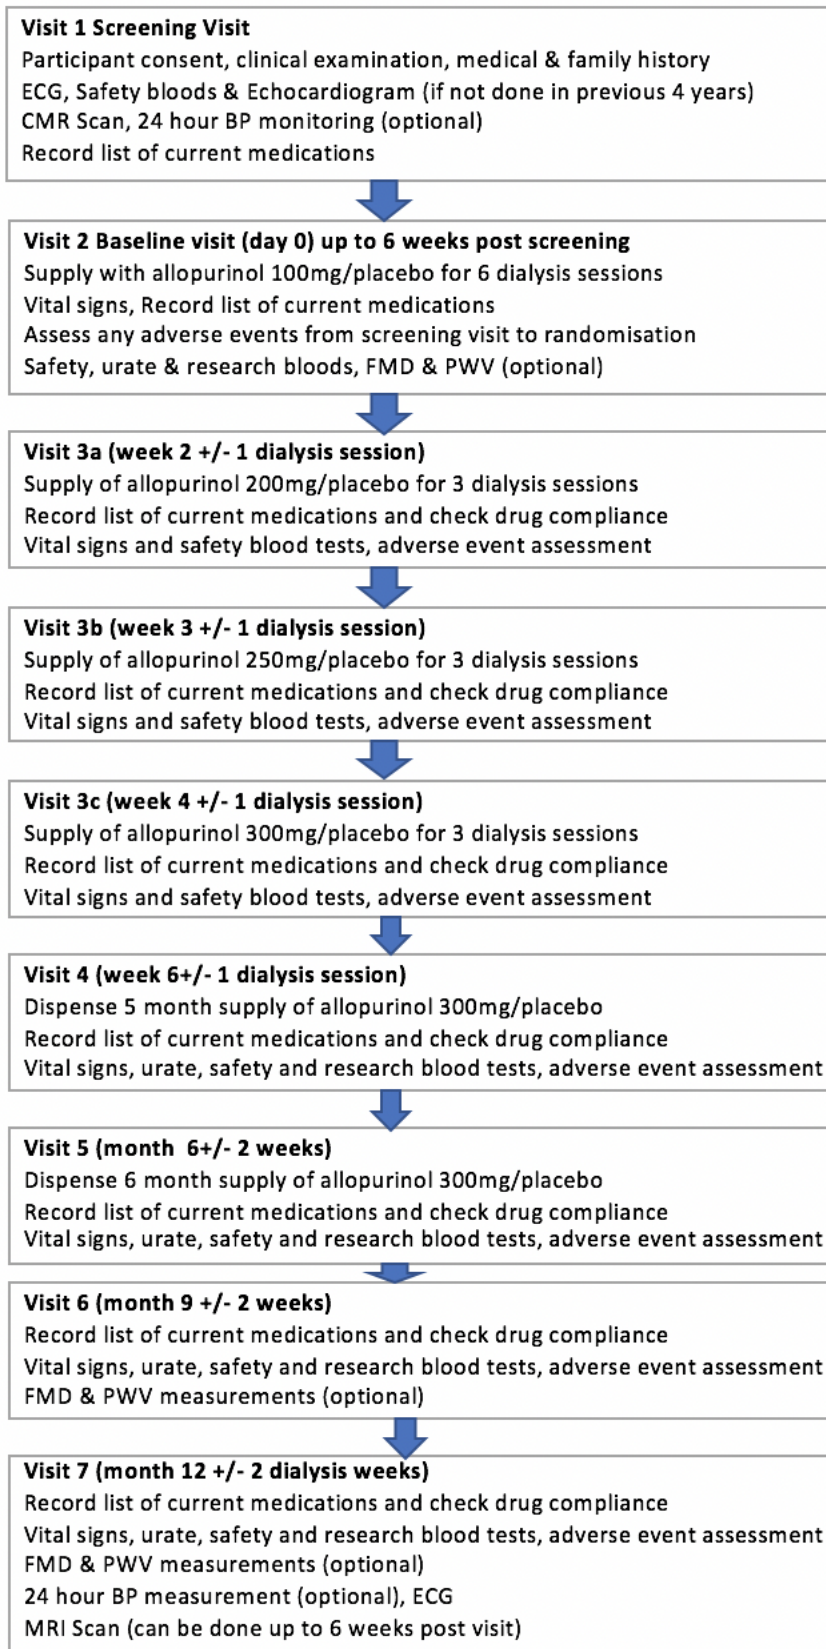 Visit 1 Screening Visit
Participant consent, clinical examination, medical & family history
ECG, Safety bloods & Echocardiogram (if not done in previous 4 years)
CMR Scan, 24 hour BP monitoring (optional)
Record list of current medications
Visit 2 Baseline visit (day 0) up to 6 weeks post screening
Supply with allopurinol 100mg/placebo for 6 dialysis sessions
Vital signs, Record list of current medications
Assess any adverse events from screening visit to randomisation
Safety, urate & research bloods, FMD & PWV (optional)
Visit 3a (week 2 +/- 1 dialysis session)
Supply of allopurinol 200mg/placebo for 3 dialysis sessions
Record list of current medications and check drug compliance
Vital signs and safety blood tests, adverse event assessment
Visit 3b (week 3 +/- 1 dialysis session)
Supply of allopurinol 250mg/placebo for 3 dialysis sessions
Record list of current medications and check drug compliance
Vital signs and safety blood tests, adverse event assessment
Visit 3c (week 4 +/- 1 dialysis session)
Supply of allopurinol 300mg/placebo for 3 dialysis sessions
Record list of current medications and check drug compliance
Vital signs and safety blood tests, adverse event assessment
Visit 4 (week 6+/- 1 dialysis session)
Dispense 5 month supply of allopurinol 300mg/placebo
Record list of current medications and check drug compliance
Vital signs, urate, safety and research blood tests, adverse event assessment
Visit 5 (month  6+/- 2 weeks)
Dispense 6 month supply of allopurinol 300mg/placebo
Record list of current medications and check drug compliance
Vital signs, urate, safety and research blood tests, adverse event assessment
Visit 6 (month 9 +/- 2 weeks)
Record list of current medications and check drug compliance
Vital signs, urate, safety and research blood tests, adverse event assessment
FMD & PWV measurements (optional)
Visit 7 (month 12 +/- 2 dialysis weeks)
Record list of current medications and check drug compliance
Vital signs, urate, safety and research blood tests, adverse event assessment
FMD & PWV measurements (optional)
24 hour BP measurement (optional), ECG
MRI Scan (can be done up to 6 weeks post visit)